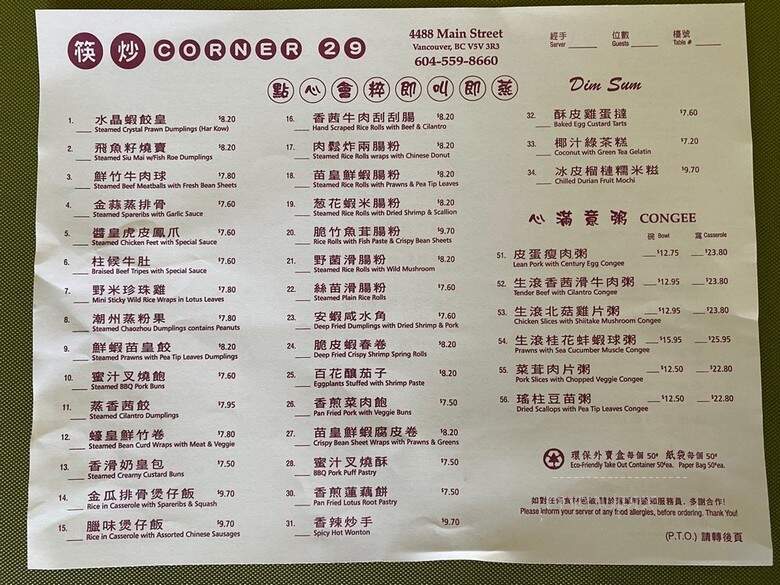 筷炒 CORNER 29
4488 Main Street
Vancouver, BC V5V 3R3
604-559-8660
經手 位數 檯號
Server Guests Table #
點心會粹即叫即蒸 Dim Sum
1. 水晶蝦餃皇 $8.20
Steamed Crystal Prawn Dumplings (Har Kow)
2. 飛魚籽燒賣 $8.20
Steamed Siu Mai w/Fish Roe Dumplings
3. 鮮竹牛肉球 $7.80
Steamed Beef Meatballs with Fresh Bean Sheets
4. 金蒜蒸排骨 $7.60
Steamed Spareribs with Garlic Sauce
5. 醬皇虎皮鳳爪 $7.60
Steamed Chicken Feet with Special Sauce
6. 柱候牛肚 $7.60
Braised Beef Tripes with Special Sauce
7. 野米珍珠雞 $7.80
Mini Sticky Wild Rice Wraps in Lotus Leaves
8. 潮州蒸粉果 $7.80
Steamed Chaozhou Dumplings contains Peanuts
9. 鮮蝦苗皇餃 $8.20
Steamed Prawns with Pea Tip Leaves Dumplings
10. 蜜汁叉燒飽 $7.60
Steamed BBQ Pork Buns
11. 蒸香茜餃 $7.95
Steamed Cilantro Dumplings
12. 蠔皇鮮竹卷 $7.80
Steamed Bean Curd Wraps with Meat & Veggie
13. 香滑奶皇包 $7.50
Steamed Creamy Custard Buns
14. 金瓜排骨煲仔飯 $9.70
Rice in Casserole with Spareribs & Squash
15. 臘味煲仔飯 $9.70
Rice in Casserole with Assorted Chinese Sausages
16. 香茜牛肉刮刮腸 $8.20
Hand Scraped Rice Rolls with Beef & Cilantro
17. 肉鬆炸兩腸粉 $8.20
Steamed Rice Rolls wraps with Chinese Donut
18. 苗皇鮮蝦腸粉 $8.20
Steamed Rice Rolls with Prawns & Pea Tip Leaves
19. 葱花蝦米腸粉 $8.20
Steamed Rice Rolls with Dried Shrimp & Scallion
20. 脆竹魚茸腸粉 $9.70
Rice Rolls with Fish Paste & Crispy Bean Sheets
21. 野菌滑腸粉 $8.20
Steamed Rice Rolls with Wild Mushroom
22. 絲苗滑腸粉 $7.60
Steamed Plain Rice Rolls
23. 安蝦咸水角 $7.60
Deep Fried Dumplings with Dried Shrimp & Pork
24. 脆皮蝦春卷 $8.20
Deep Fried Crispy Shrimp Spring Rolls
25. 百花釀茄子 $8.20
Eggplants Stuffed with Shrimp Paste
26. 香煎菜肉飽 $7.50
Pan Fried Pork with Veggie Buns
27. 苗皇鮮蝦腐皮卷 $8.20
Crispy Bean Sheet Wraps with Prawns & Greens
28. 蜜汁叉燒酥 $7.50
BBQ Pork Puff Pastry
30. 香煎蓮藕餅 $7.50
Pan Fried Lotus Root Pastry
31. 香辣炒手 $9.70
Spicy Hot Wonton
32. 酥皮雞蛋撻 $7.60
Baked Egg Custard Tarts
33. 椰汁綠茶糕 $7.20
Coconut with Green Tea Gelatin
34. 冰皮榴槤糯米糍 $9.70
Chilled Durian Fruit Mochi
心滿意粥 CONGEE
碗 Bowl 窩 Casserole
51. 皮蛋瘦肉粥 $12.75 $23.80
Lean Pork with Century Egg Congee
52. 生滾香茜滑牛肉粥 $12.95 $23.80
Tender Beef with Cilantro Congee
53. 生滾北菇雞片粥 $12.95 $23.80
Chicken Slices with Shiitake Mushroom Congee
54. 生滾桂花蚌蝦球粥 $15.95 $25.95
Prawns with Sea Cucumber Muscle Congee
55. 菜茸肉片粥 $12.50 $22.80
Pork Slices with Chopped Veggie Congee
56. 瑤柱豆苗粥 $12.50 $22.80
Dried Scallops with Pea Tip Leaves Congee
環保外賣盒每個 50¢ 紙袋每個 50¢
Eco-Friendly Take Out Container 50¢ea. Paper Bag 50¢ea.
如對任何食材過敏,請於落單時通知服務員. 多謝合作!
Please inform your server of any food allergies, before ordering. Thank You!
(P.T.O.) 請轉後頁